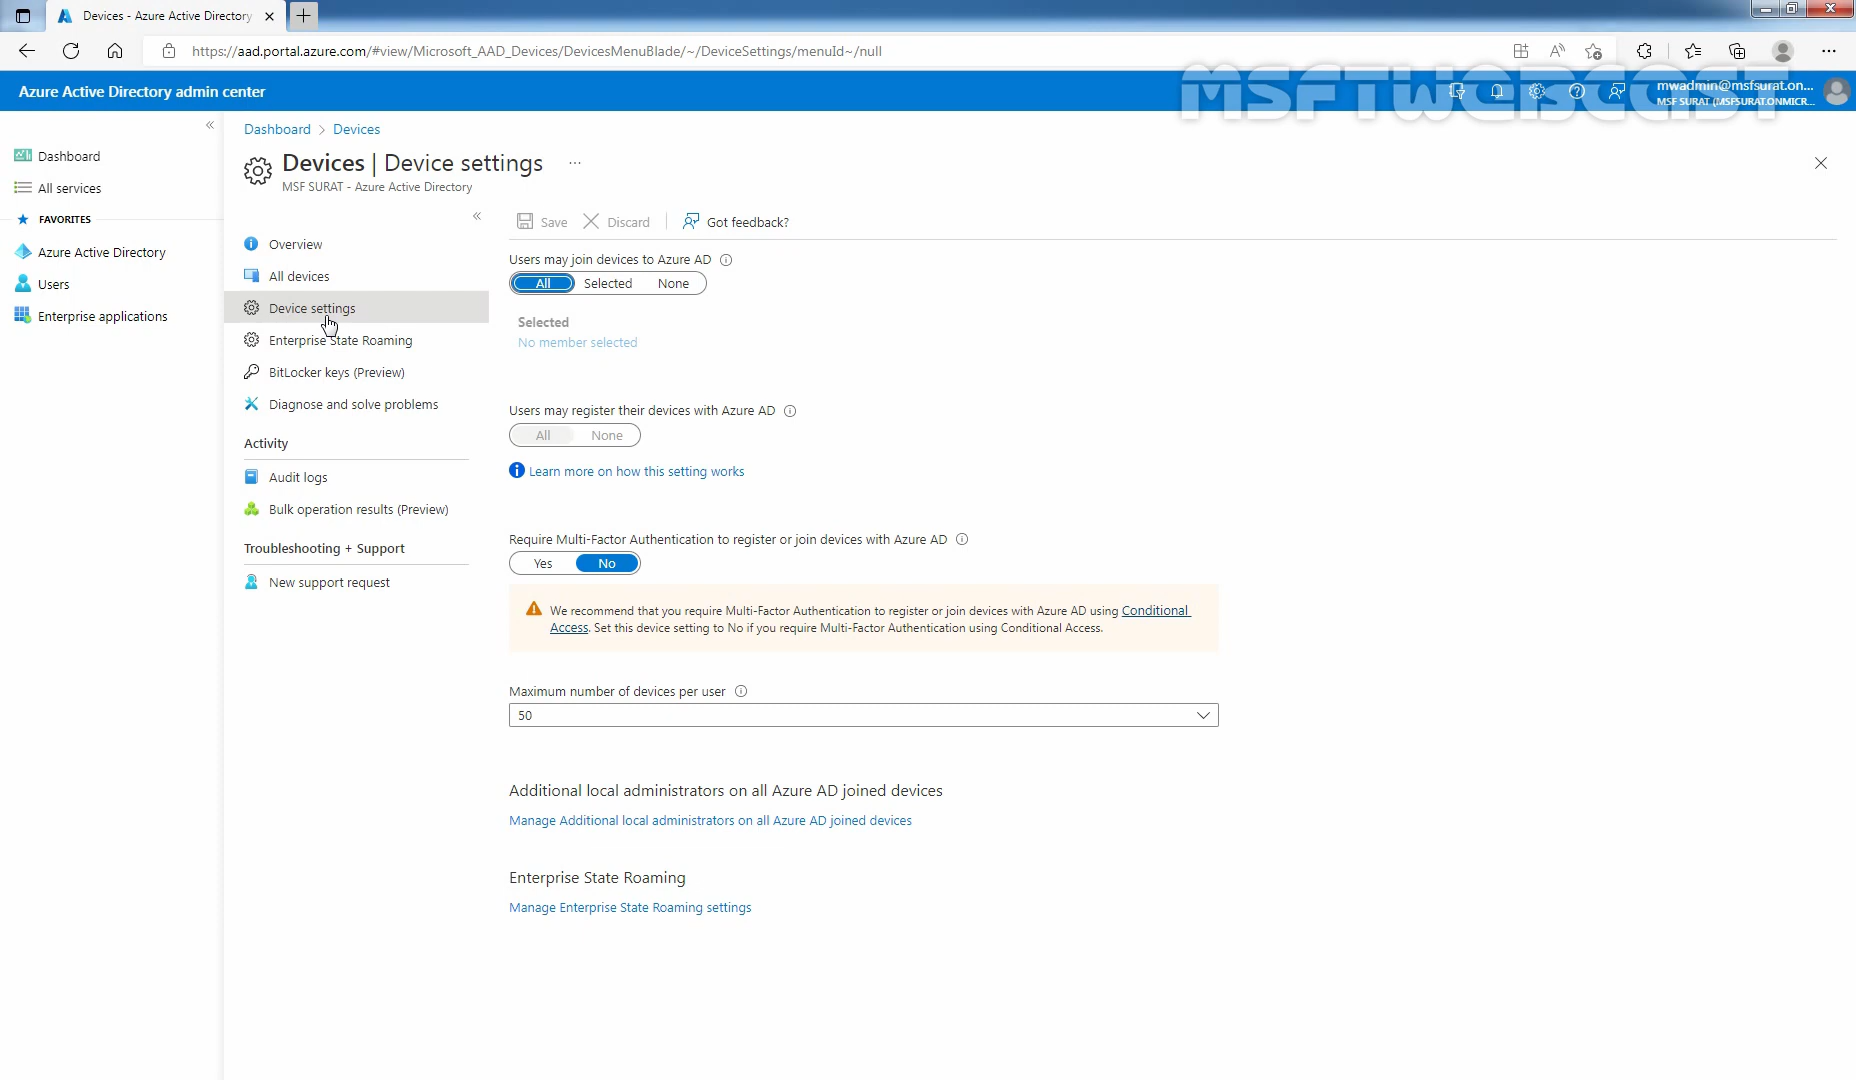 Devices - Azure Active Directory
https://aad.portal.azure.com/#view/Microsoft_AAD_Devices/DevicesMenuBlade/~/DeviceSettings/menuId~/null
Azure Active Directory admin center
MSFTWEBCAST
mwadmin@msfsurat.on...
MSF SURAT (MSFSURAT.ONMICR...
Dashboard > Devices
Devices | Device settings ...
MSF SURAT - Azure Active Directory
Dashboard
All services
FAVORITES
Azure Active Directory
Users
Enterprise applications
Overview
All devices
Device settings
Enterprise State Roaming
BitLocker keys (Preview)
Diagnose and solve problems
Activity
Audit logs
Bulk operation results (Preview)
Troubleshooting + Support
New support request
Save Discard Got feedback?
Users may join devices to Azure AD
All Selected None
Selected
No member selected
Users may register their devices with Azure AD
All None
Learn more on how this setting works
Require Multi-Factor Authentication to register or join devices with Azure AD
Yes No
We recommend that you require Multi-Factor Authentication to register or join devices with Azure AD using Conditional
Access. Set this device setting to No if you require Multi-Factor Authentication using Conditional Access.
Maximum number of devices per user
50
Additional local administrators on all Azure AD joined devices
Manage Additional local administrators on all Azure AD joined devices
Enterprise State Roaming
Manage Enterprise State Roaming settings